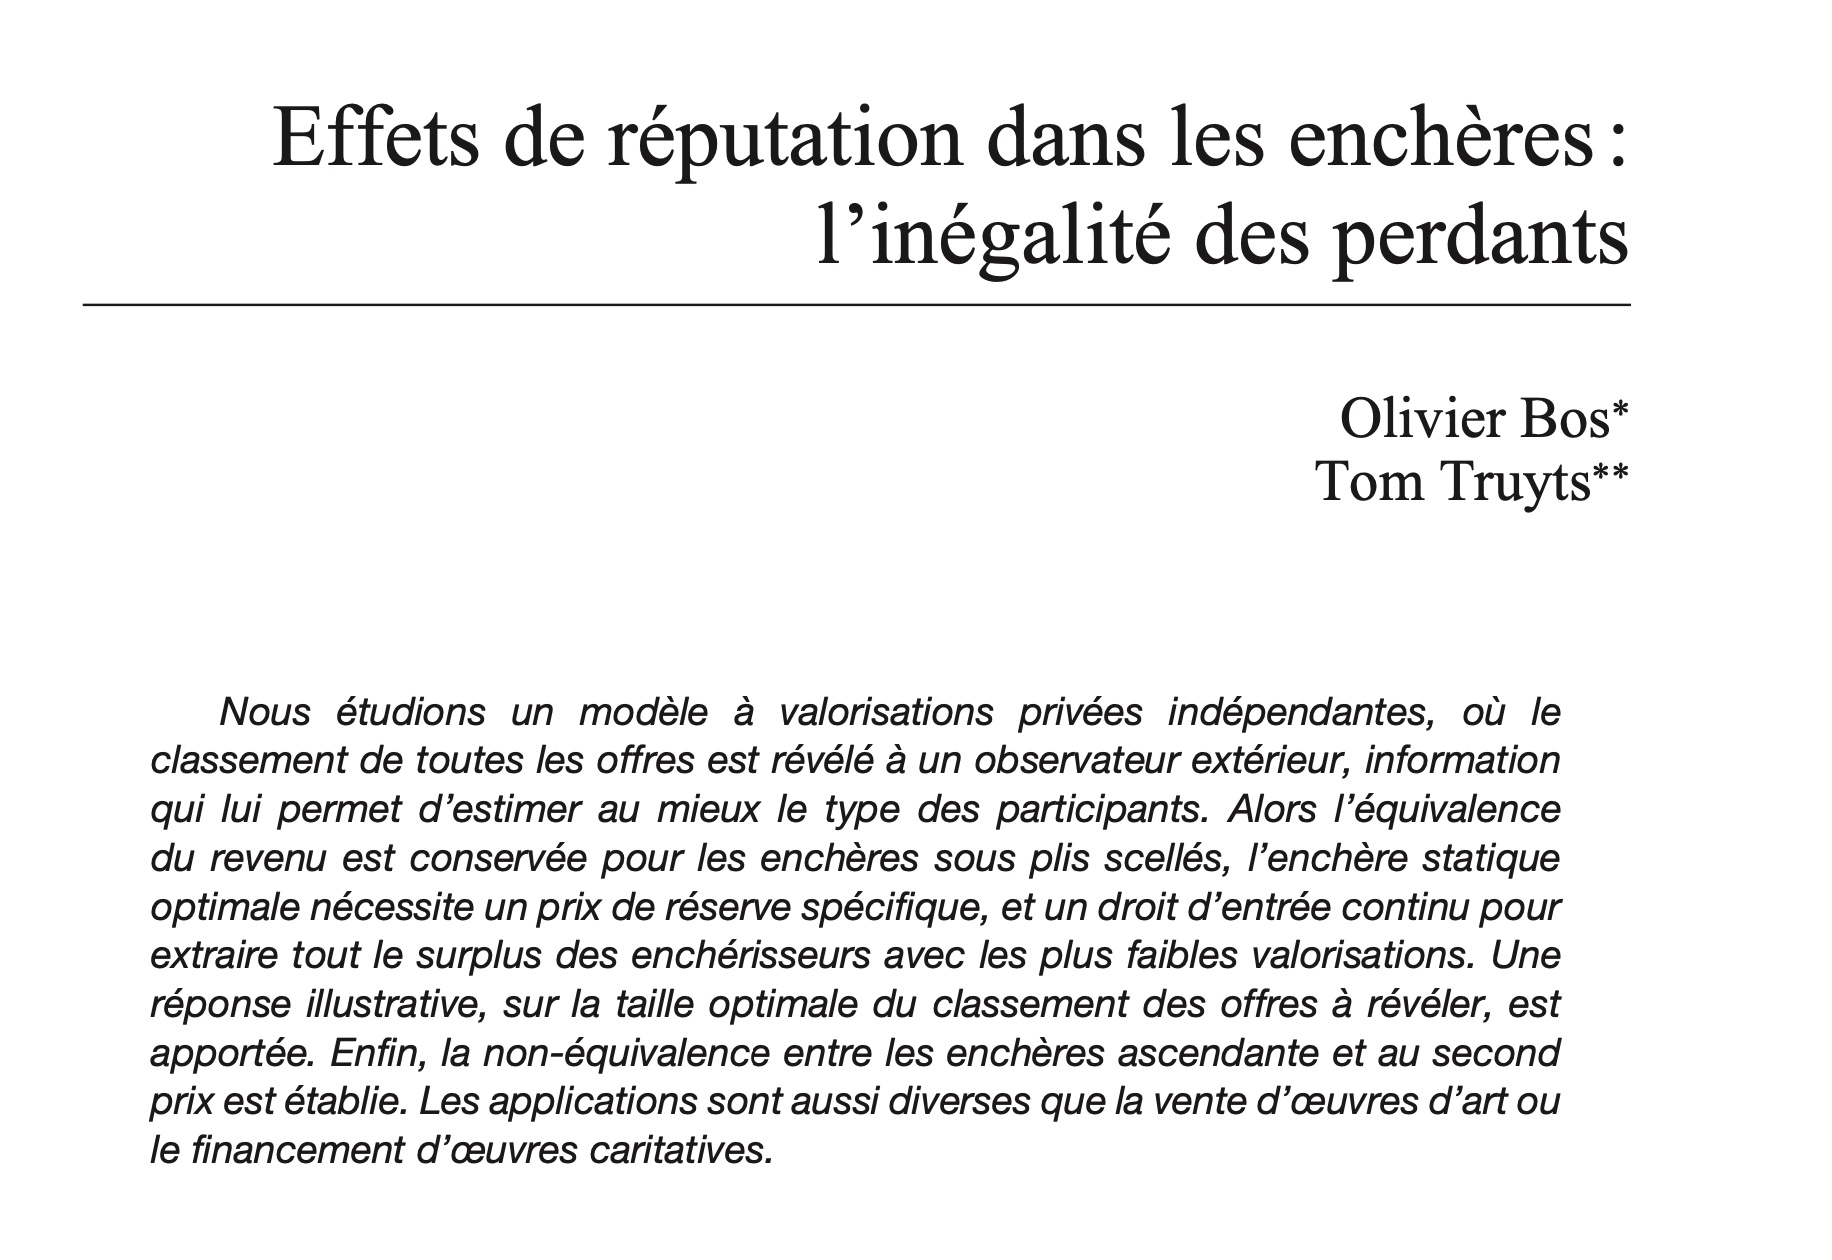 Effets de réputation dans les enchères :
l’inégalité des perdants
Olivier Bos*
Tom Truyts**
Nous étudions un modèle à valorisations privées indépendantes, où le
classement de toutes les offres est révélé à un observateur extérieur, information
qui lui permet d’estimer au mieux le type des participants. Alors l’équivalence
du revenu est conservée pour les enchères sous plis scellés, l’enchère statique
optimale nécessite un prix de réserve spécifique, et un droit d’entrée continu pour
extraire tout le surplus des enchérisseurs avec les plus faibles valorisations. Une
réponse illustrative, sur la taille optimale du classement des offres à révéler, est
apportée. Enfin, la non-équivalence entre les enchères ascendante et au second
prix est établie. Les applications sont aussi diverses que la vente d’œuvres d’art ou
le financement d’œuvres caritatives.